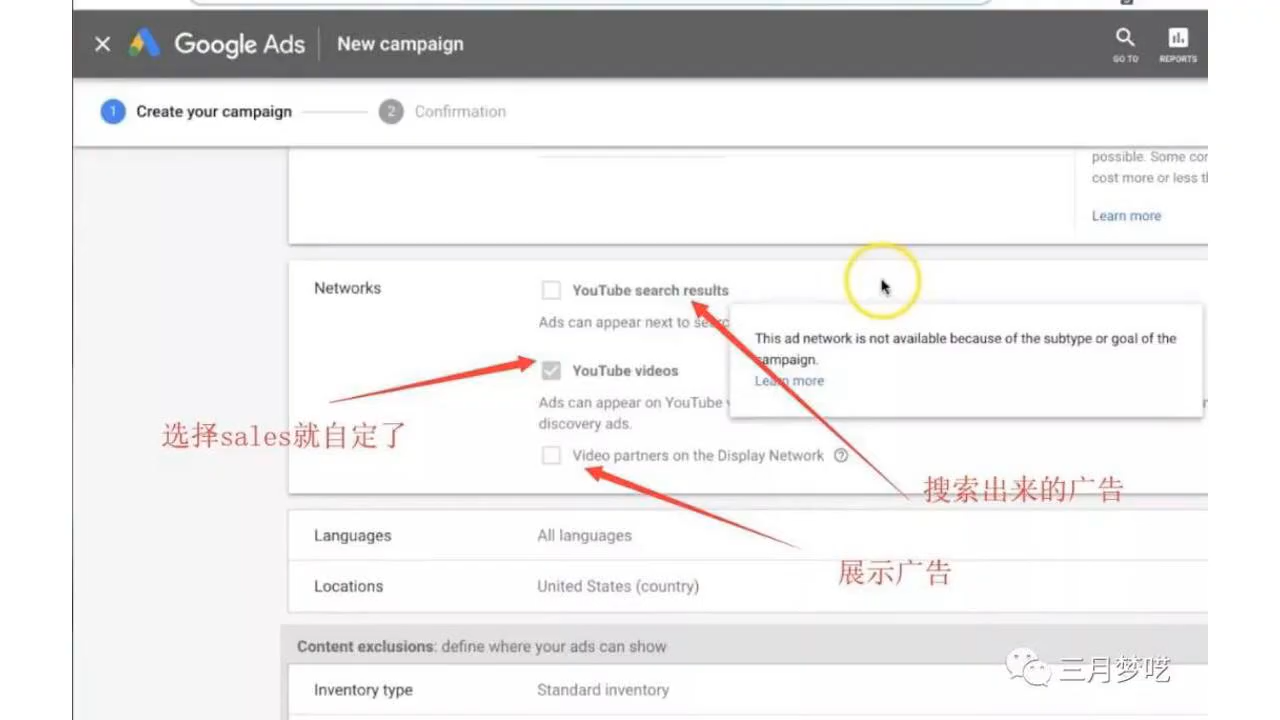 Google Ads
New campaign
GO TO
REPORTS
1 Create your campaign
2 Confirmation
possible. Some
cost more or less
Learn more
Networks
YouTube search results
Ads can appear next to
This ad network is not available because of the subtype or goal of the
campaign.
Learn more
YouTube videos
Ads can appear on YouTube
discovery ads.
选择sales就自定了
Video partners on the Display Network
搜索出来的广告
Languages
All languages
展示广告
Locations
United States (country)
Content exclusions: define where your ads can show
三月梦呓
Inventory type
Standard inventory